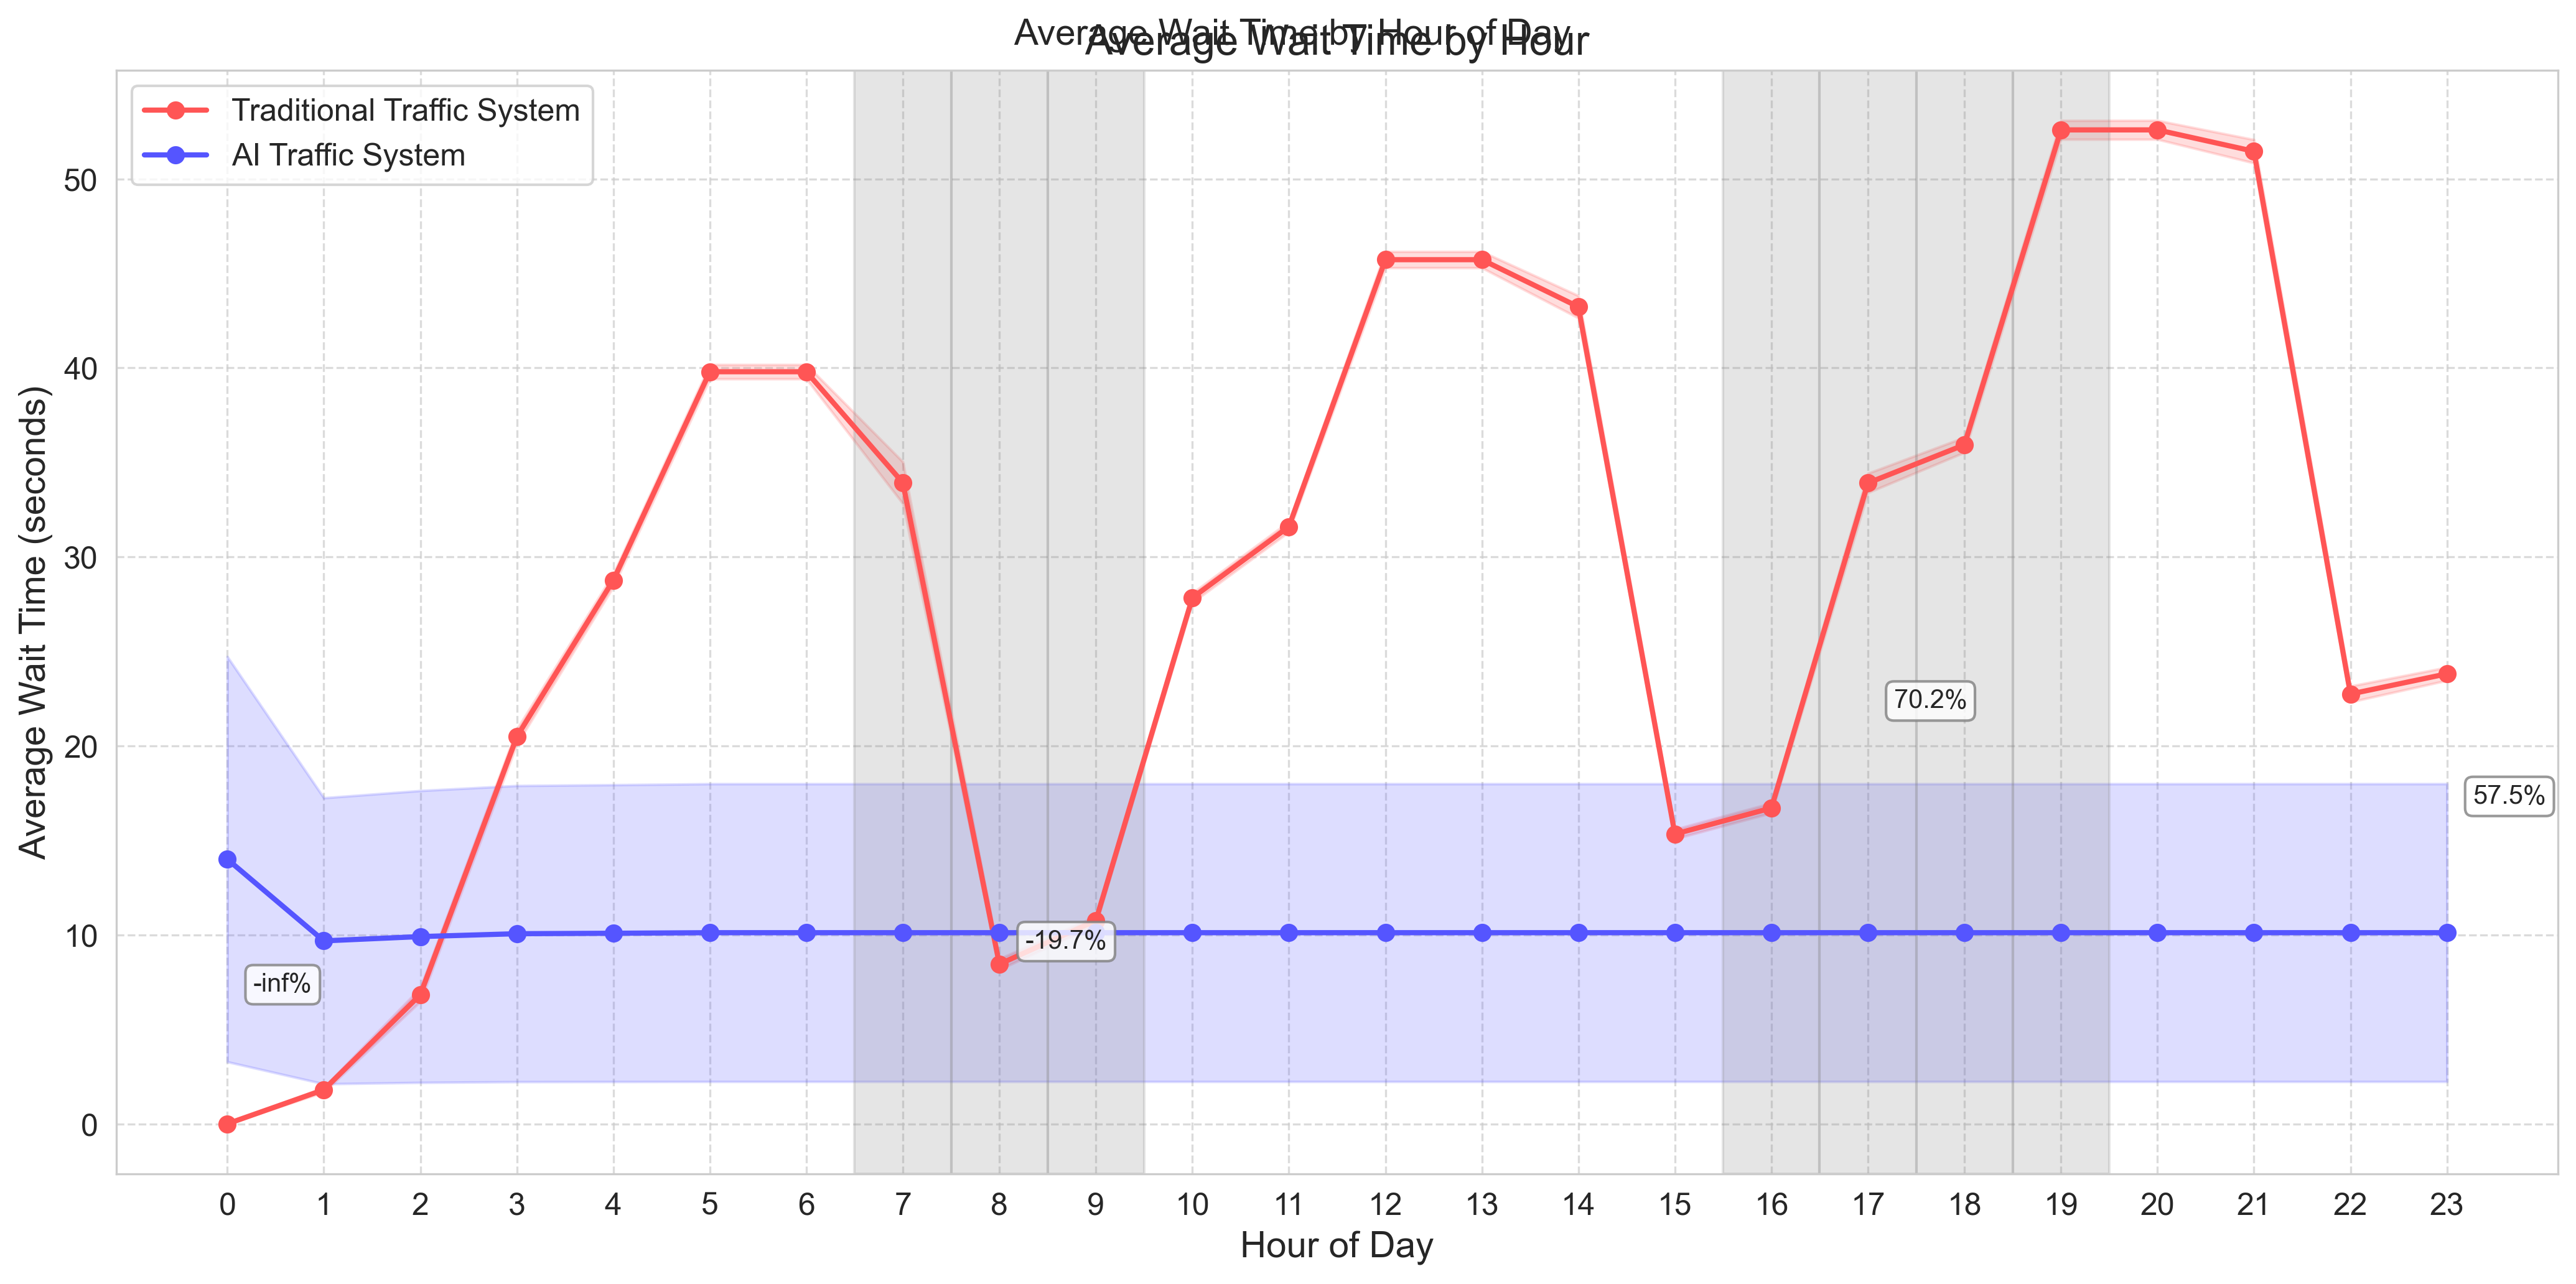 Average Wait Time by Hour of Day
Average Wait Time by Hour
Traditional Traffic System
AI Traffic System
Average Wait Time (seconds)
50
40
30
20
10
0
70.2%
57.5%
-19.7%
-inf%
0 1 2 3 4 5 6 7 8 9 10 11 12 13 14 15 16 17 18 19 20 21 22 23
Hour of Day